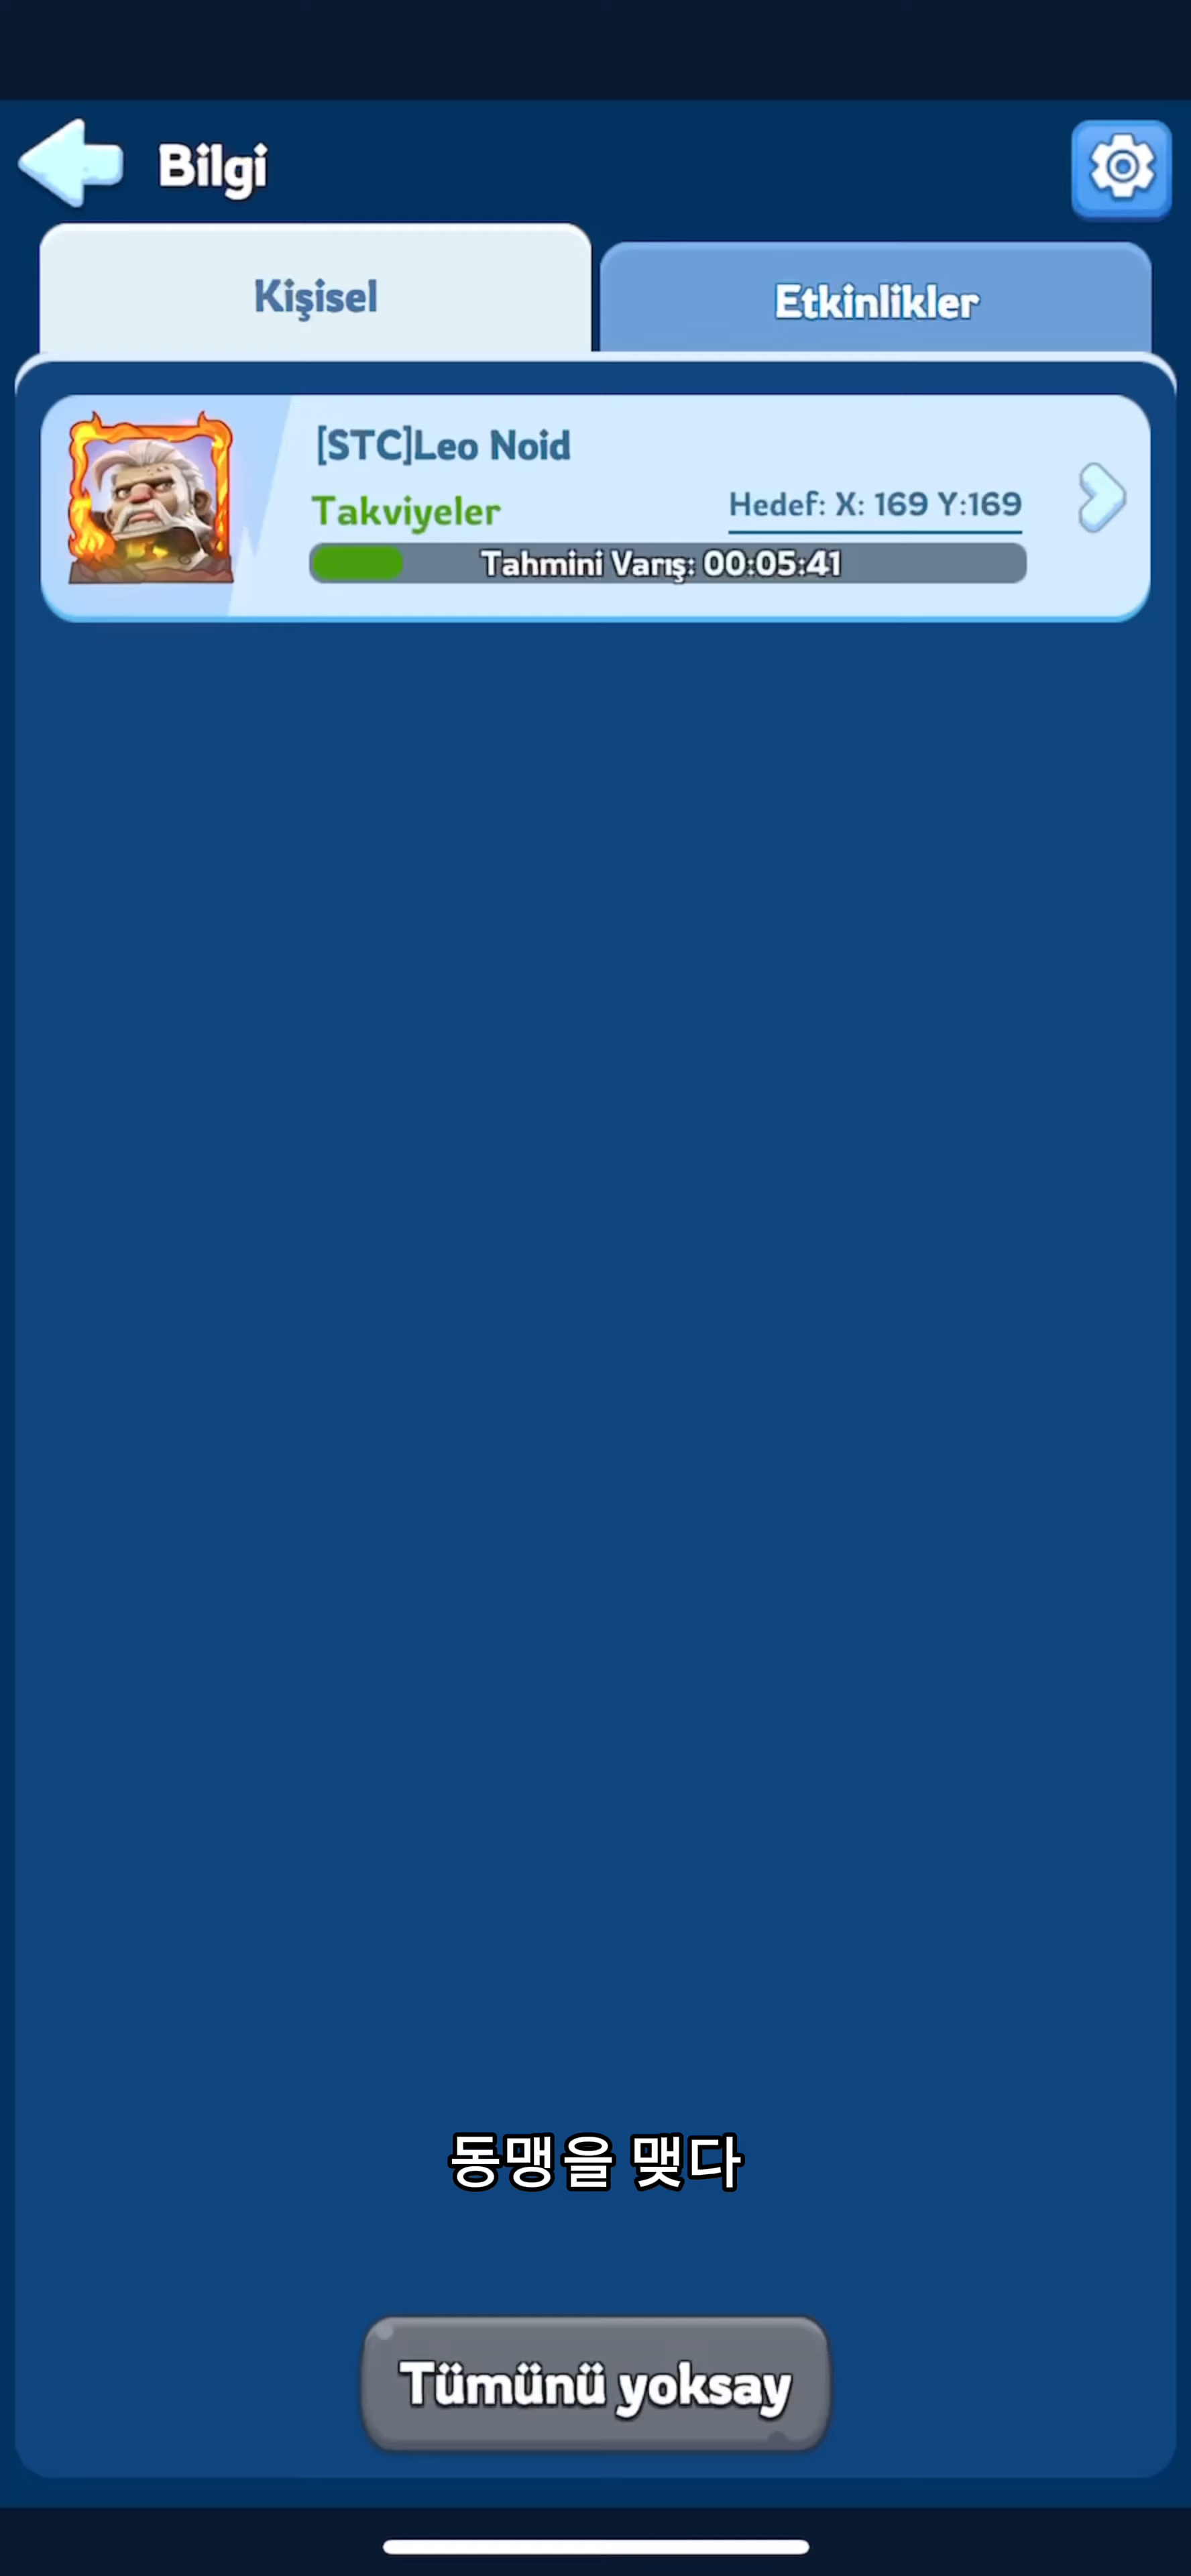 Bilgi
Kişisel
Etkinlikler
[STC]Leo Noid
Takviyeler
Hedef: X: 169 Y:169
Tahmini Varış: 00:05:41
동맹을 맺다
Tümünü yoksay